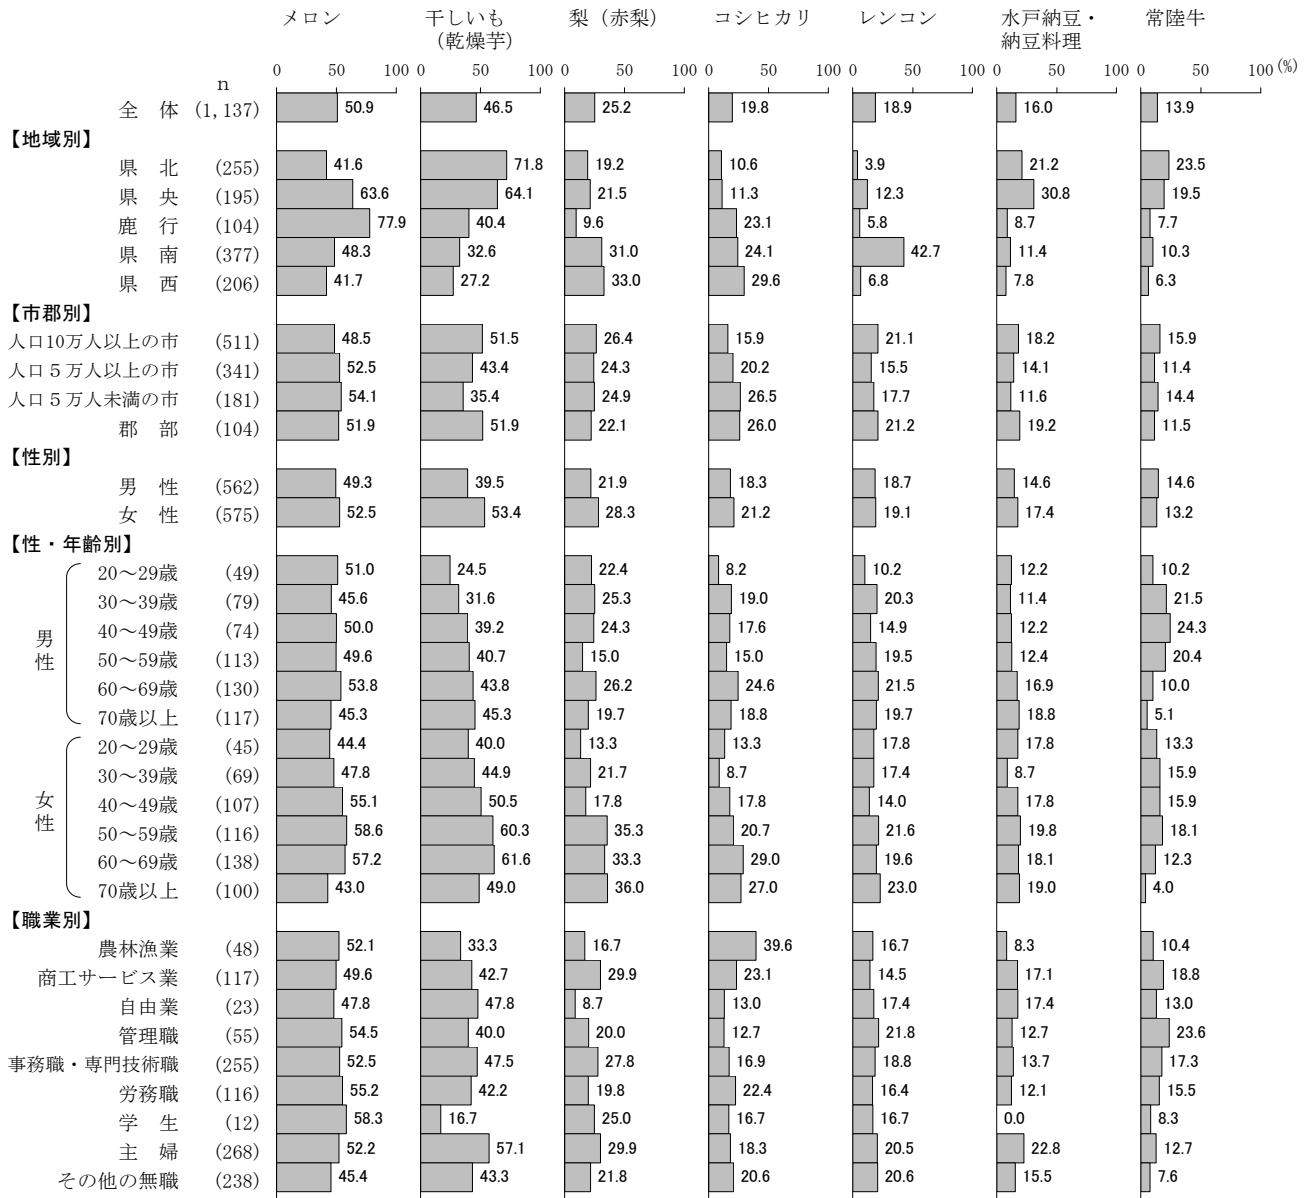 メロン 干しいも 梨（赤梨） コシヒカリ レンコン 水戸納豆・ 常陸牛
（乾燥芋） 納豆料理
n 0 50 100 0 50 100 0 50 100 0 50 100 0 50 100 0 50 100 0 50 100 (%)
全　体 (1,137) 50.9 46.5 25.2 19.8 18.9 16.0 13.9
【地域別】
県　北 (255) 41.6 71.8 19.2 10.6 3.9 21.2 23.5
県　央 (195) 63.6 64.1 21.5 11.3 12.3 30.8 19.5
鹿　行 (104) 77.9 40.4 9.6 23.1 5.8 8.7 7.7
県　南 (377) 48.3 32.6 31.0 24.1 42.7 11.4 10.3
県　西 (206) 41.7 27.2 33.0 29.6 6.8 7.8 6.3
【市郡別】
人口10万人以上の市 (511) 48.5 51.5 26.4 15.9 21.1 18.2 15.9
人口５万人以上の市 (341) 52.5 43.4 24.3 20.2 15.5 14.1 11.4
人口５万人未満の市 (181) 54.1 35.4 24.9 26.5 17.7 11.6 14.4
郡　部 (104) 51.9 51.9 22.1 26.0 21.2 19.2 11.5
【性別】
男　性 (562) 49.3 39.5 21.9 18.3 18.7 14.6 14.6
女　性 (575) 52.5 53.4 28.3 21.2 19.1 17.4 13.2
【性・年齢別】
男性
20～29歳 (49) 51.0 24.5 22.4 8.2 10.2 12.2 10.2
30～39歳 (79) 45.6 31.6 25.3 19.0 20.3 11.4 21.5
40～49歳 (74) 50.0 39.2 24.3 17.6 14.9 12.2 24.3
50～59歳 (113) 49.6 40.7 15.0 15.0 19.5 12.4 20.4
60～69歳 (130) 53.8 43.8 26.2 24.6 21.5 16.9 10.0
70歳以上 (117) 45.3 45.3 19.7 18.8 19.7 18.8 5.1
女性
20～29歳 (45) 44.4 40.0 13.3 13.3 17.8 17.8 13.3
30～39歳 (69) 47.8 44.9 21.7 8.7 17.4 8.7 15.9
40～49歳 (107) 55.1 50.5 17.8 17.8 14.0 17.8 15.9
50～59歳 (116) 58.6 60.3 35.3 20.7 21.6 19.8 18.1
60～69歳 (138) 57.2 61.6 33.3 29.0 19.6 18.1 12.3
70歳以上 (100) 43.0 49.0 36.0 27.0 23.0 19.0 4.0
【職業別】
農林漁業 (48) 52.1 33.3 16.7 39.6 16.7 8.3 10.4
商工サービス業 (117) 49.6 42.7 29.9 23.1 14.5 17.1 18.8
自由業 (23) 47.8 47.8 8.7 13.0 17.4 17.4 13.0
管理職 (55) 54.5 40.0 20.0 12.7 21.8 12.7 23.6
事務職・専門技術職 (255) 52.5 47.5 27.8 16.9 18.8 13.7 17.3
労務職 (116) 55.2 42.2 19.8 22.4 16.4 12.1 15.5
学　生 (12) 58.3 16.7 25.0 16.7 16.7 0.0 8.3
主　婦 (268) 52.2 57.1 29.9 18.3 20.5 22.8 12.7
その他の無職 (238) 45.4 43.3 21.8 20.6 20.6 15.5 7.6